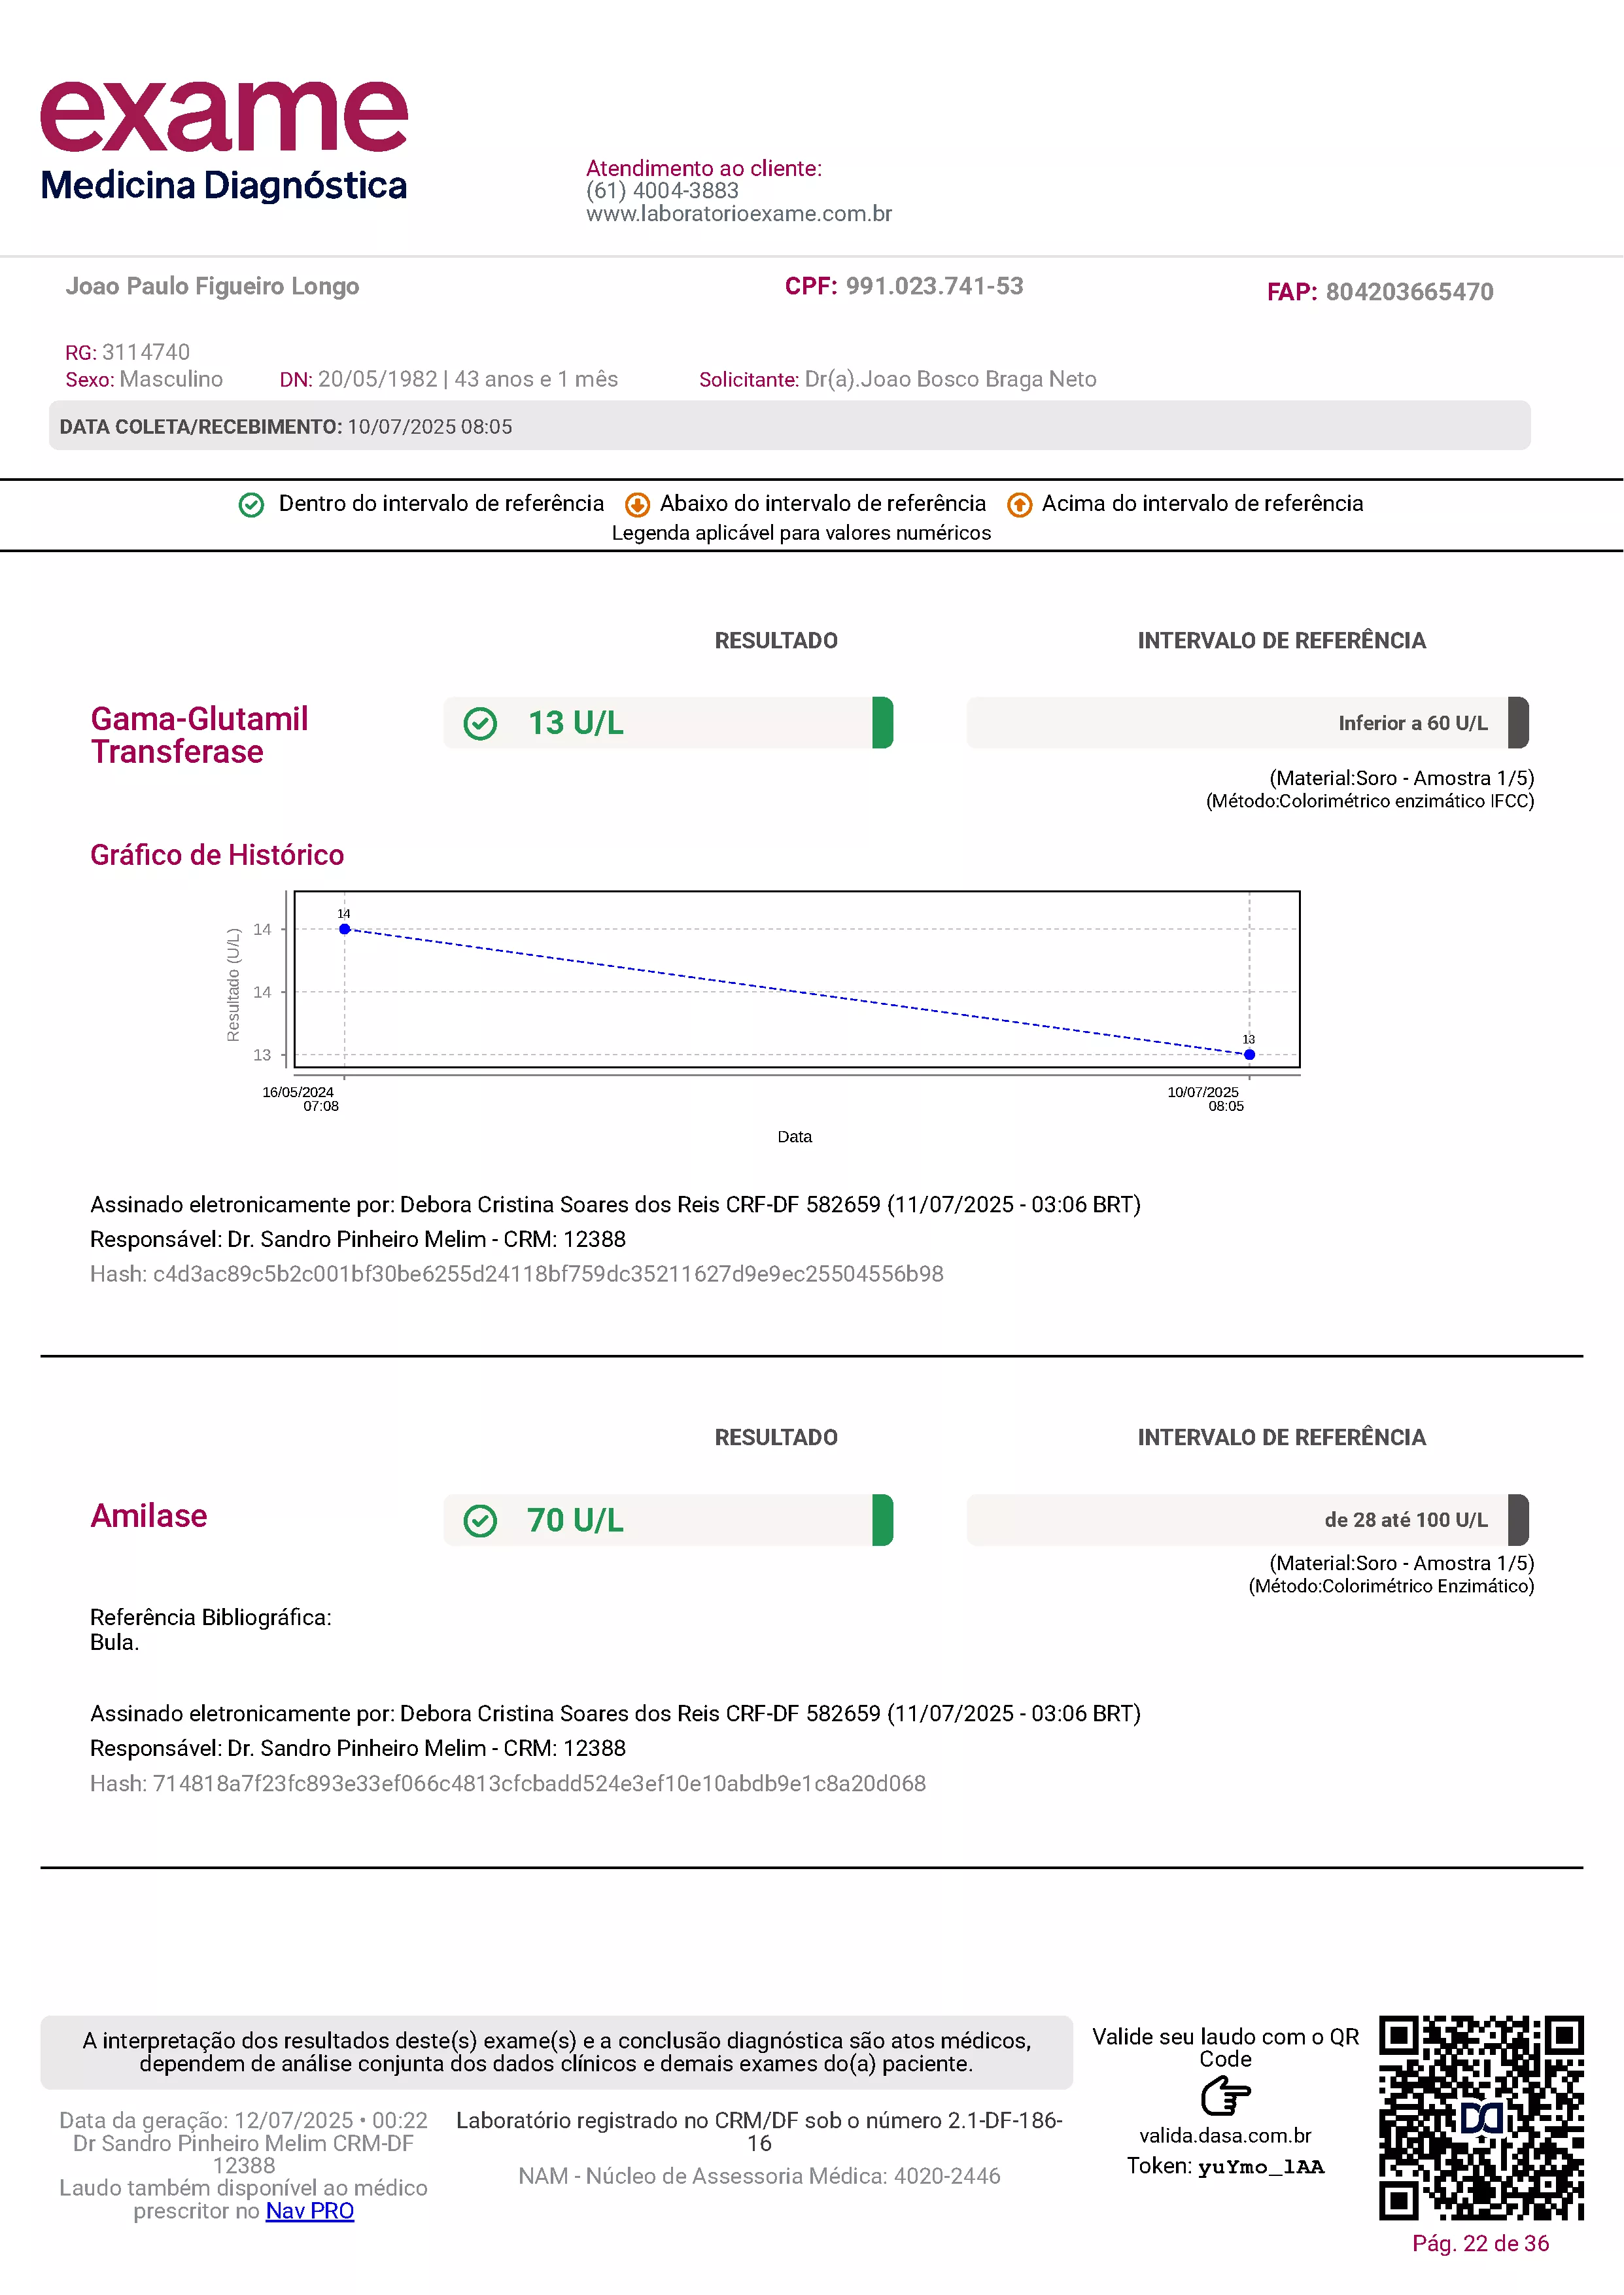 exame
Medicina Diagnóstica
Atendimento ao cliente:
(61) 4004-3883
www.laboratorioexame.com.br
Joao Paulo Figueiro Longo
CPF: 991.023.741-53
FAP: 804203665470
RG: 3114740
Sexo: Masculino DN: 20/05/1982 | 43 anos e 1 mês Solicitante: Dr(a).Joao Bosco Braga Neto
DATA COLETA/RECEBIMENTO: 10/07/2025 08:05
Dentro do intervalo de referência Abaixo do intervalo de referência Acima do intervalo de referência
Legenda aplicável para valores numéricos
RESULTADO INTERVALO DE REFERÊNCIA
Gama-Glutamil
Transferase
13 U/L
Inferior a 60 U/L
(Material:Soro - Amostra 1/5)
(Método:Colorimétrico enzimático IFCC)
Gráfico de Histórico
Resultado (U/L)
14
14
13
14
13
16/05/2024
07:08
10/07/2025
08:05
Data
Assinado eletronicamente por: Debora Cristina Soares dos Reis CRF-DF 582659 (11/07/2025 - 03:06 BRT)
Responsável: Dr. Sandro Pinheiro Melim - CRM: 12388
Hash: c4d3ac89c5b2c001bf30be6255d24118bf759dc35211627d9e9ec25504556b98
RESULTADO INTERVALO DE REFERÊNCIA
Amilase
70 U/L
de 28 até 100 U/L
(Material:Soro - Amostra 1/5)
(Método:Colorimétrico Enzimático)
Referência Bibliográfica:
Bula.
Assinado eletronicamente por: Debora Cristina Soares dos Reis CRF-DF 582659 (11/07/2025 - 03:06 BRT)
Responsável: Dr. Sandro Pinheiro Melim - CRM: 12388
Hash: 714818a7f23fc893e33ef066c4813cfcbadd524e3ef10e10abdb9e1c8a20d068
A interpretação dos resultados deste(s) exame(s) e a conclusão diagnóstica são atos médicos,
dependem de análise conjunta dos dados clínicos e demais exames do(a) paciente.
Data da geração: 12/07/2025 • 00:22
Dr Sandro Pinheiro Melim CRM-DF
12388
Laudo também disponível ao médico
prescritor no Nav PRO
Laboratório registrado no CRM/DF sob o número 2.1-DF-186-
16
NAM - Núcleo de Assessoria Médica: 4020-2446
Valide seu laudo com o QR
Code
valida.dasa.com.br
Token: yuYmo_lAA
Pág. 22 de 36